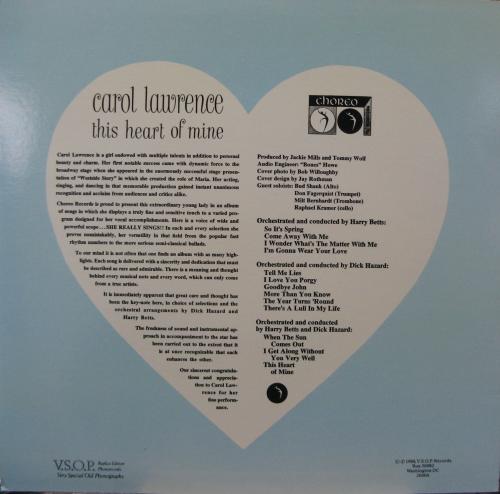 carol lawrence
this heart of mine
Carol Lawrence is a girl endowed with multiple talents in addition to personal
beauty and charm. Her first notable success came with dynamic force to the
broadway stage when she appeared in the enormously successful stage presen-
tation of "Westside Story" in which she created the role of Maria. Her acting,
singing, and dancing in that memorable production gained instant unanimous
recognition and acclaim from audiences and critics alike.
Choreo Records is proud to present this extraordinary young lady in an album
of songs in which she displays a truly fine and sensitive touch to a varied pro-
gram designed for her vocal accomplishments. Here is a voice of wide and
powerful scope....SHE REALLY SINGS!! In each and every selection she
proves unmistakably, her versatility in that field from the popular fast
rhythm numbers to the more serious semi-classical ballads.
To our mind it is not often that one finds an album with so many high-
lights. Each song is delivered with a sincerity and dedication that must
be described as rare and admirable. There is a meaning and thought
behind every musical note and every word, which can only come
from a true artist.
It is immediately apparent that great care and thought has
been the key-note here, in choice of selections and the
orchestral arrangements by Dick Hazard and
Harry Betts.
The freshness of sound and instrumental ap-
proach in accompaniment to the star has
been carried out to the extent that it
is at once recognizable that each
enhances the other.
Our sincerest congratula-
tions and apprecia-
tion to Carol Law-
rence for her
fine perform-
ance.
CHOREO
Produced by Jackie Mills and Tommy Wolf
Audio Engineer: "Bones" Howe
Cover photo by Bob Willoughby
Cover design by Jay Rothman
Guest soloists: Bud Shank (Alto)
Don Fagerquist (Trumpet)
Milt Bernhardt (Trombone)
Raphael Kramer (cello)
Orchestrated and conducted by Harry Betts:
So It's Spring
Come Away With Me
I Wonder What's The Matter With Me
I'm Gonna Wear Your Love
Orchestrated and conducted by Dick Hazard:
Tell Me Lies
I Love You Porgy
Goodbye John
More Than You Know
The Year Turns 'Round
There's A Lull In My Life
Orchestrated and conducted
by Harry Betts and Dick Hazard:
When The Sun
Comes Out
I Get Along Without
You Very Well
This Heart
of Mine
V.S.O.P. Replica Edition
Phonorecords
Very Special Old Phonography
V.S.O.P. Records
Washington DC